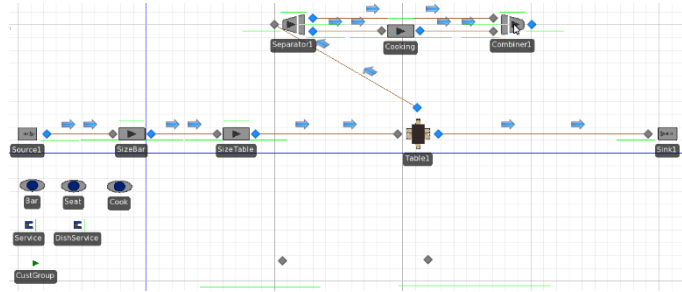 Separator1
Cooking
Combiner1
Source1
SizeBar
SizeTable
Table1
Sink1
Bar
Seat
Cook
Service
DishService
CustGroup